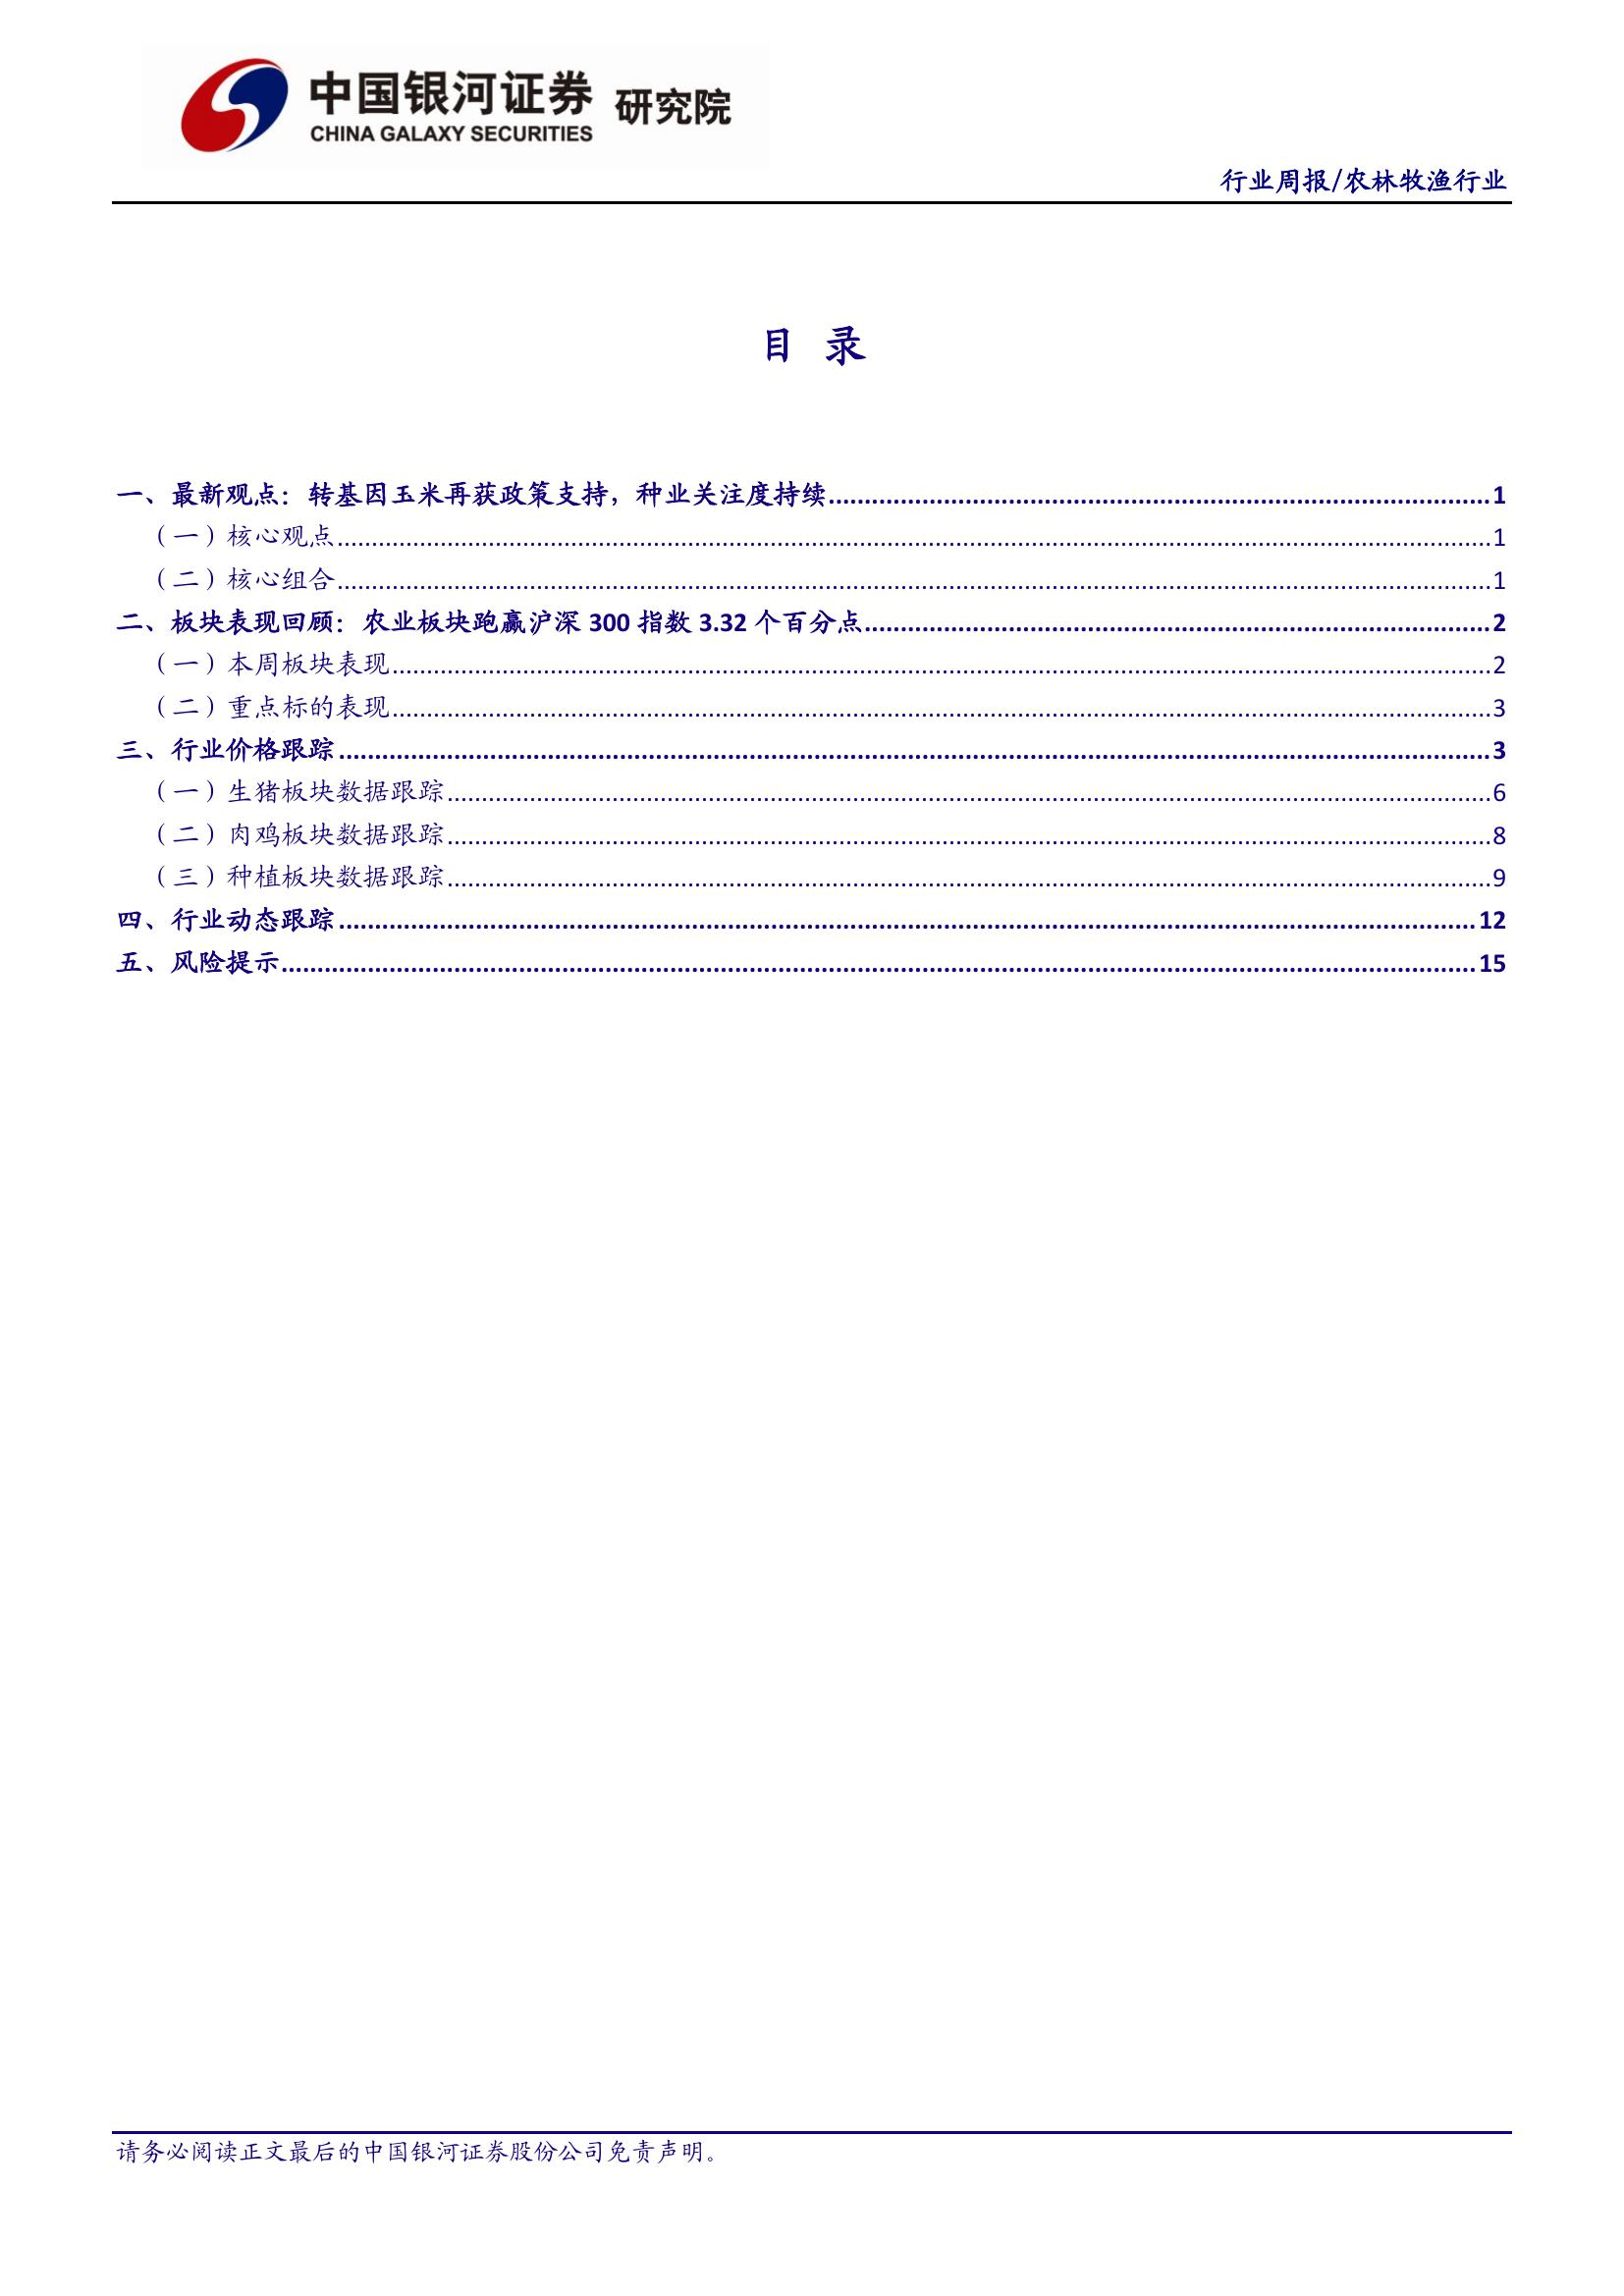 中国银河证券 研究院
CHINA GALAXY SECURITIES
行业周报/农林牧渔行业
目 录
一、最新观点：转基因玉米再获政策支持，种业关注度持续........1
（一）核心观点........1
（二）核心组合........1
二、板块表现回顾：农业板块跑赢沪深 300 指数 3.32 个百分点........2
（一）本周板块表现........2
（二）重点标的表现........3
三、行业价格跟踪........3
（一）生猪板块数据跟踪........6
（二）肉鸡板块数据跟踪........8
（三）种植板块数据跟踪........9
四、行业动态跟踪........12
五、风险提示........15
请务必阅读正文最后的中国银河证券股份公司免责声明。